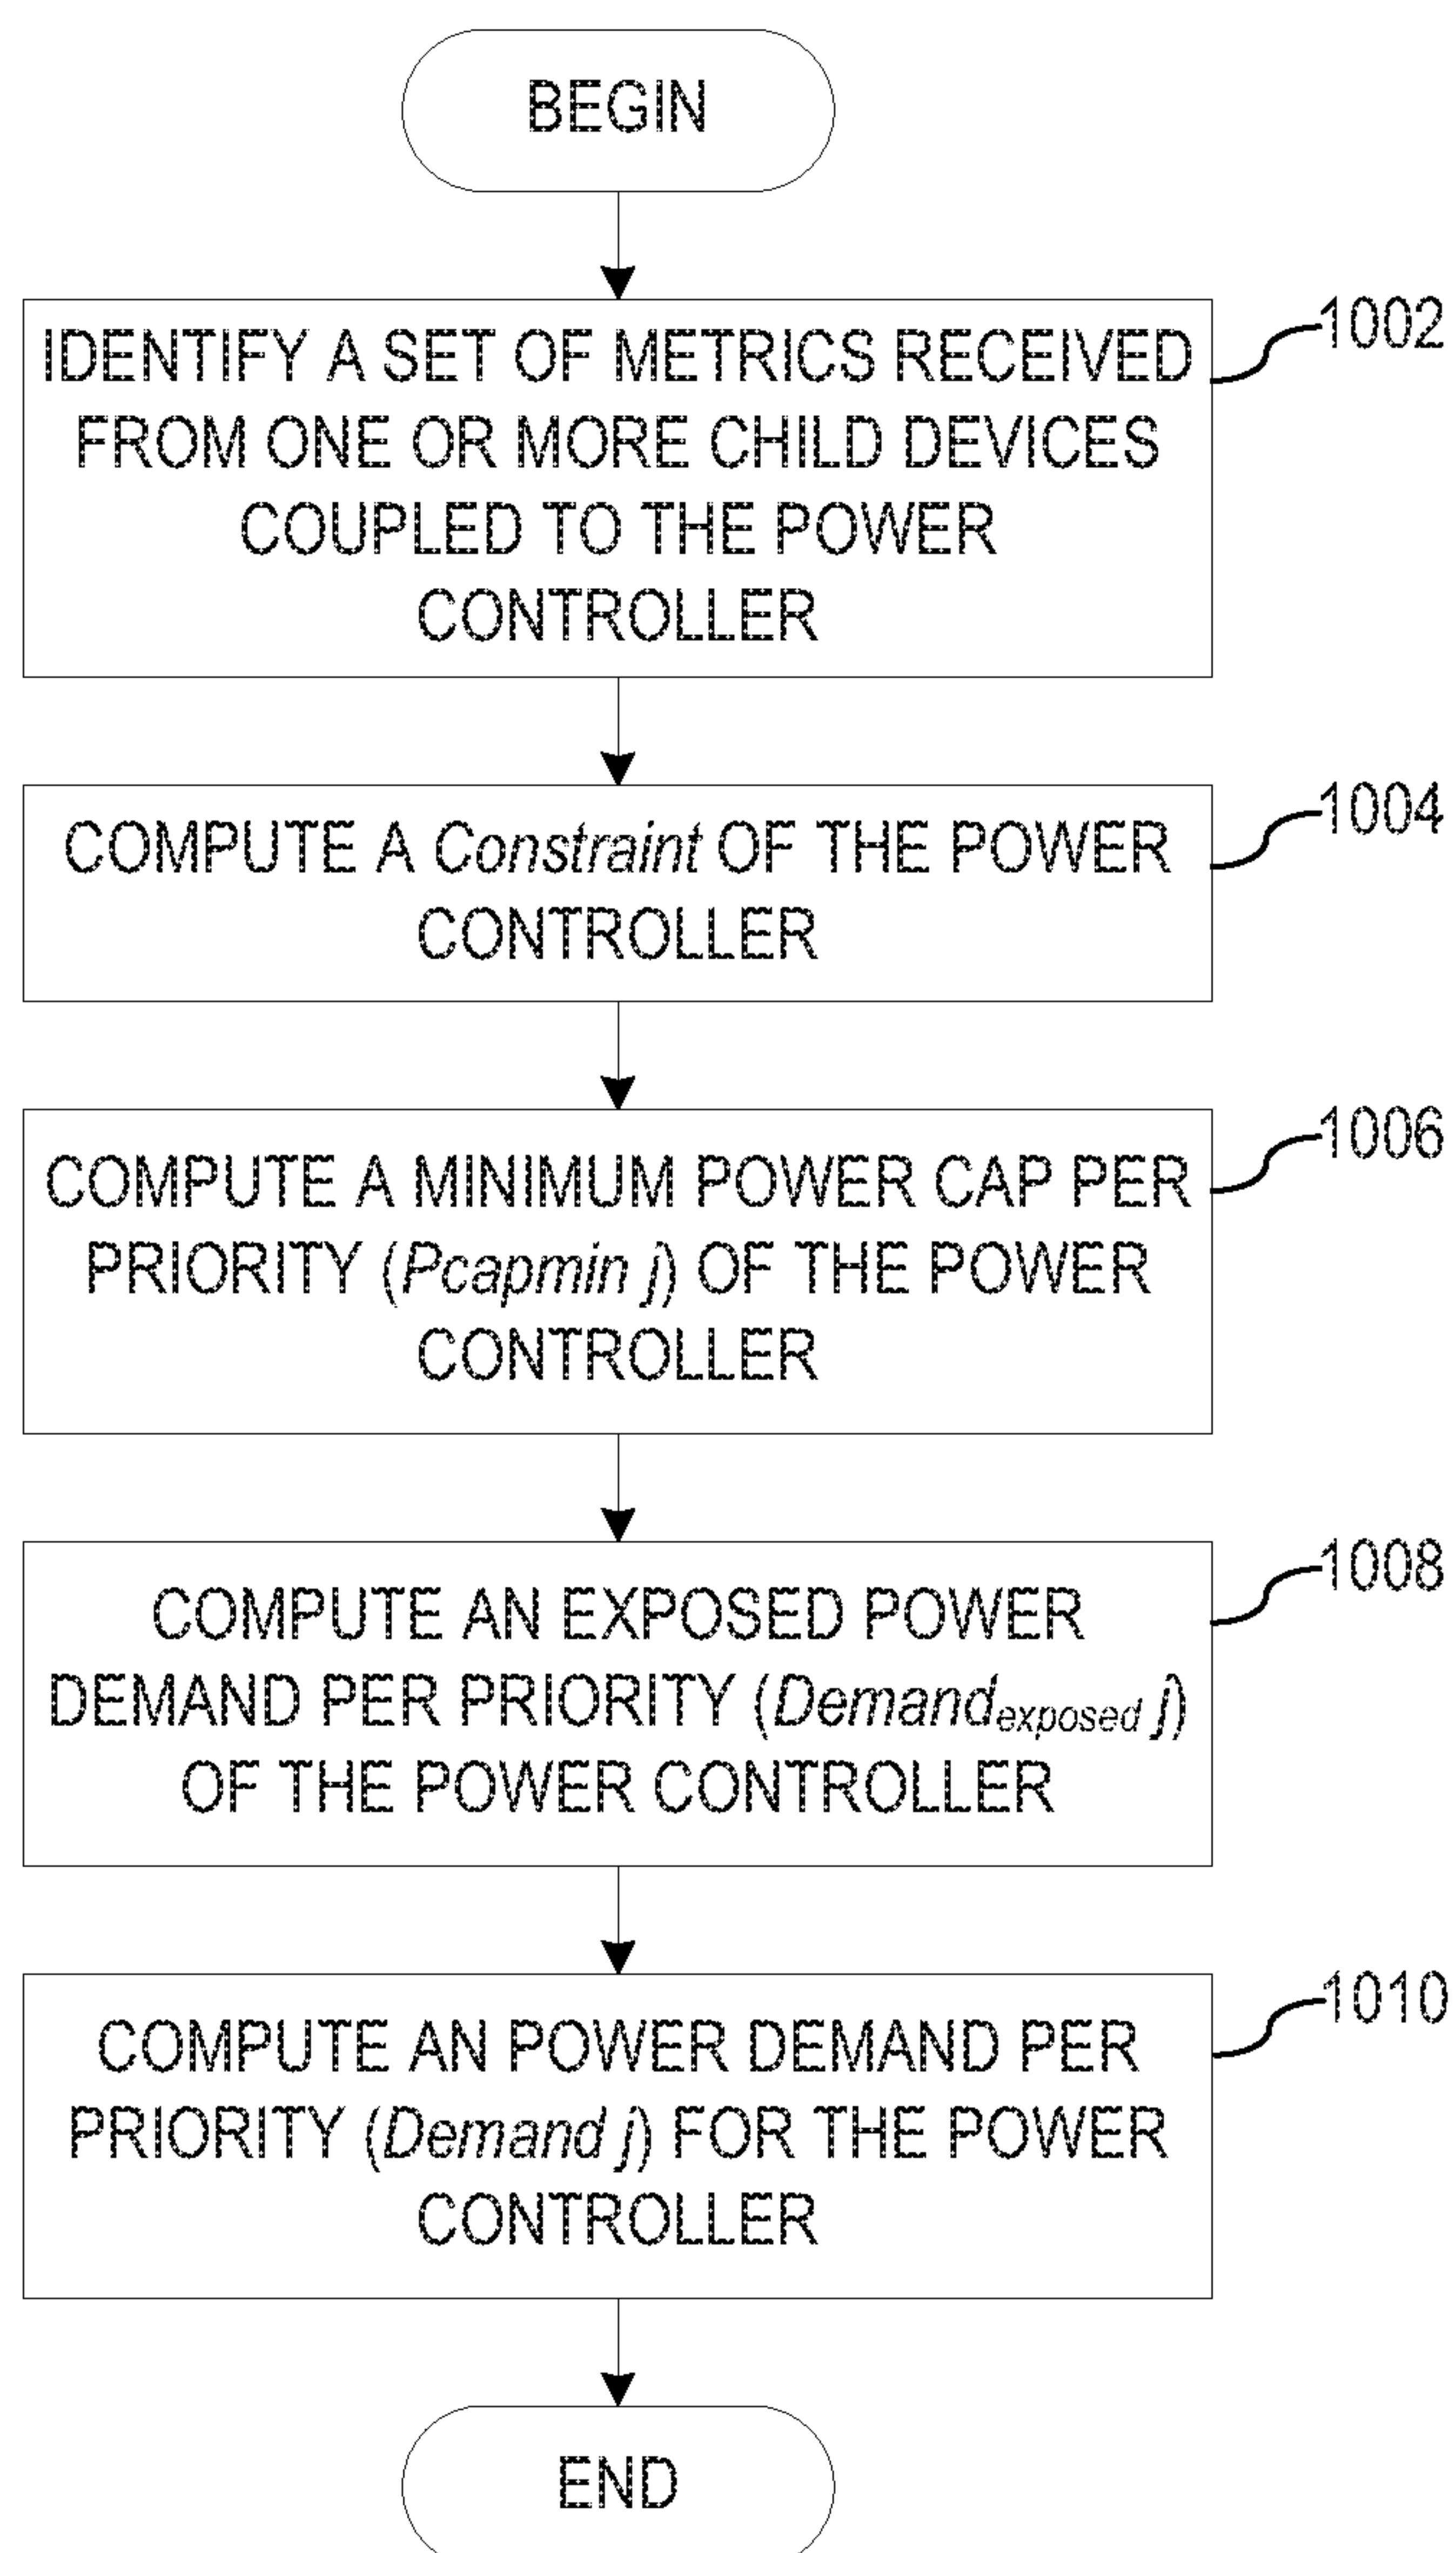 BEGIN
IDENTIFY A SET OF METRICS RECEIVED
FROM ONE OR MORE CHILD DEVICES
COUPLED TO THE POWER
CONTROLLER
1002
COMPUTE A Constraint OF THE POWER
CONTROLLER
1004
COMPUTE A MINIMUM POWER CAP PER
PRIORITY (Pcapmin j) OF THE POWER
CONTROLLER
1006
COMPUTE AN EXPOSED POWER
DEMAND PER PRIORITY (Demandexposed j)
OF THE POWER CONTROLLER
1008
COMPUTE AN POWER DEMAND PER
PRIORITY (Demand j) FOR THE POWER
CONTROLLER
1010
END